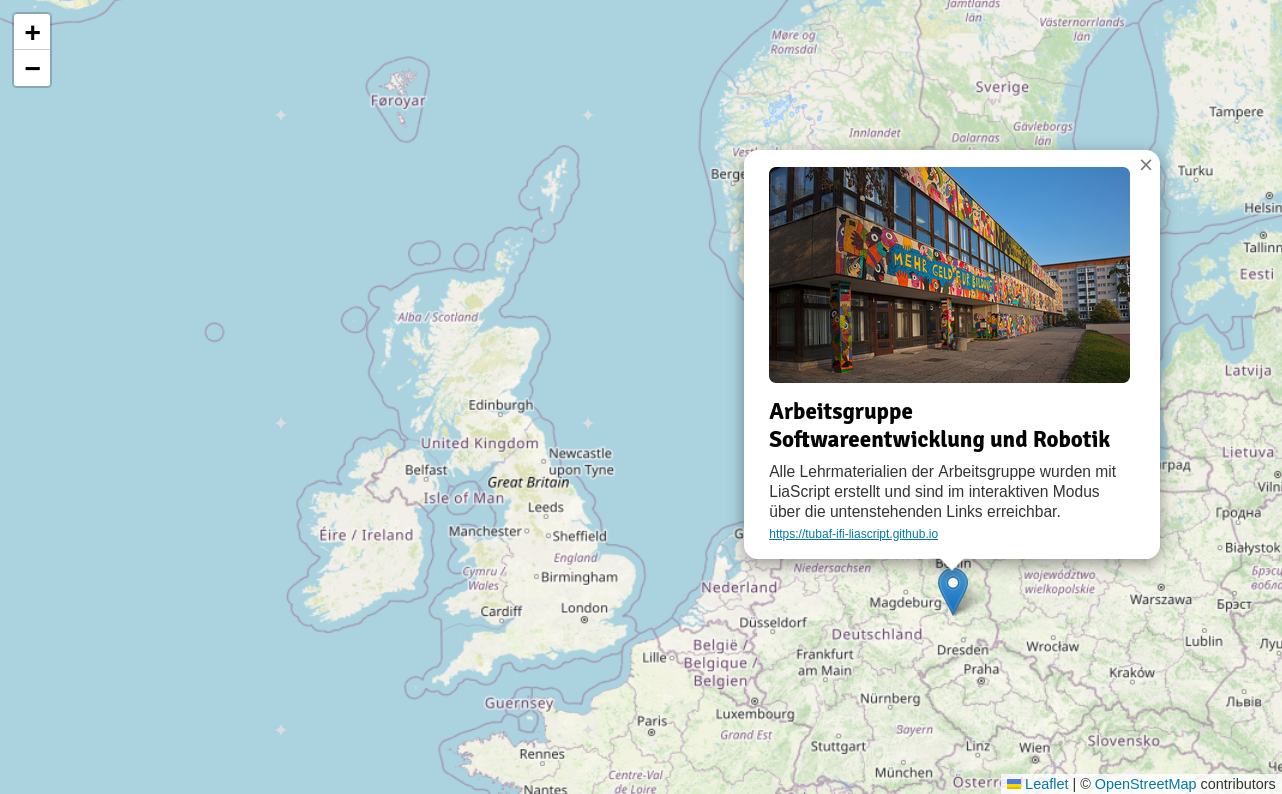 +
−
Jämtlands
län
Møre og
Romsdal
Västernorrlands
län
Sverige
Føroyar
Tampere
Innlandet
Gävleborgs
län
Dalarnas
Turku
Helsin
Tallinn
Eesti
×
MEHR GELD FÜR BILDUNG
Alba / Scotland
Latvija
Edinburgh
Arbeitsgruppe
Softwareentwicklung und Robotik
United Kingdom
Newcastle
upon Tyne
Lietuva
Belfast
Great Britain
Alle Lehrmaterialien der Arbeitsgruppe wurden mit
LiaScript erstellt und sind im interaktiven Modus
über die untenstehenden Links erreichbar.
https://tubaf-ifi-liascript.github.io
Isle of Man
Leeds
Гродна
Éire / Ireland
Manchester
Sheffield
Białystok
England
Niedersachsen
Cymru /
Wales
Birmingham
Nederland
województwo
wielkopolskie
Warszawa
Брэст
Cardiff
London
Magdeburg
Düsseldorf
Deutschland
Lublin
België /
Belgique /
Belgien
Lille
Dresden
Wrocław
Frankfurt
am Main
Praha
Kraków
Guernsey
Nürnberg
Львів
Luxembourg
Paris
Grand Est
Bayern
Stuttgart
Linz
Wien
Slovensko
Rennes
München
Centre-Val
de Loire
Nantes
Leaflet | © OpenStreetMap contributors